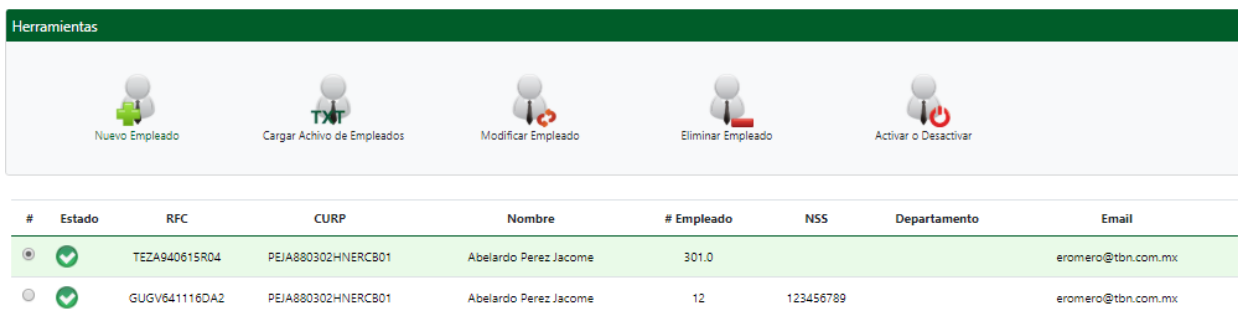 Herramientas
TXT
Nuevo Empleado Cargar Achivo de Empleados Modificar Empleado Eliminar Empleado Activar o Desactivar
# Estado RFC CURP Nombre # Empleado NSS Departamento Email
TEZA940615R04 PEJA880302HNERCB01 Abelardo Perez Jacome 301.0 eromero@tbn.com.mx
GUGV641116DA2 PEJA880302HNERCB01 Abelardo Perez Jacome 12 123456789 eromero@tbn.com.mx